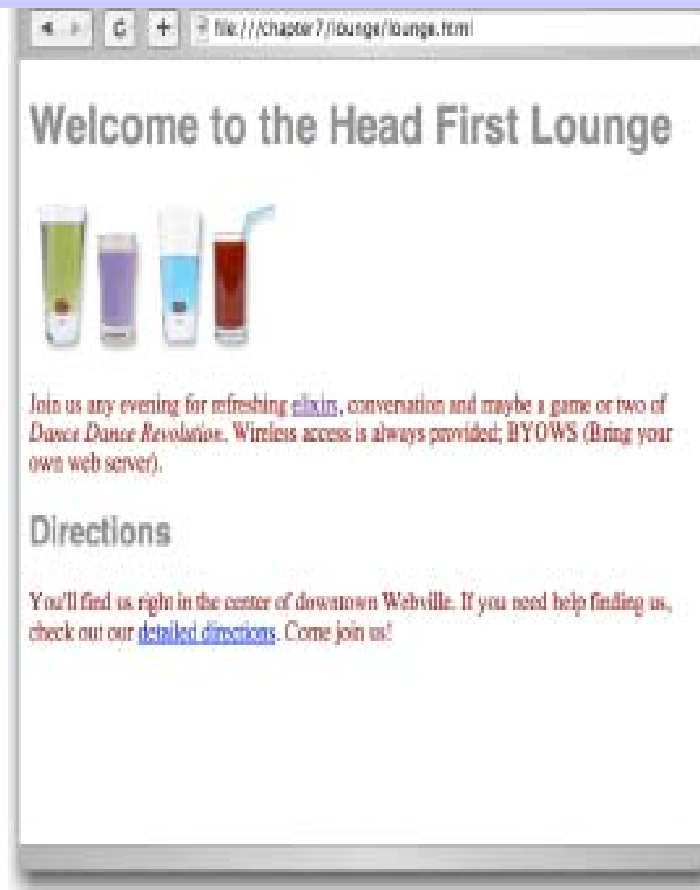 file:///chapter7/lounge/lounge.html
Welcome to the Head First Lounge
Join us any evening for refreshing elixirs, conversation and maybe a game or two of
Dance Dance Revolution. Wireless access is always provided; BYOWS (Bring your
own web server).
Directions
You'll find us right in the center of downtown Webville. If you need help finding us,
check out our detailed directions. Come join us!